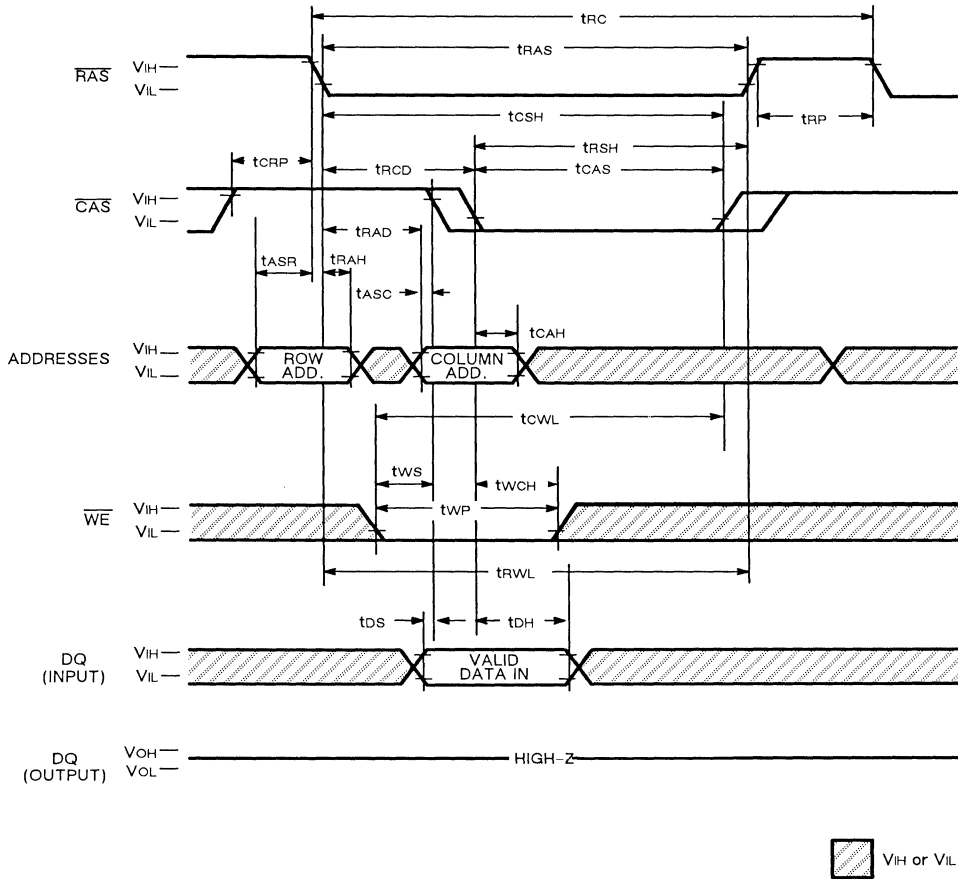 tRC
tRAS
RAS
VIH
VIL
tCSH
tRP
tRSH
tCRP
tRCD
tCAS
CAS
VIH
VIL
tRAD
tASR
tRAH
tASC
tCAH
ADDRESSES
VIH
VIL
ROW
ADD.
COLUMN
ADD.
tCWL
tWS
tWCH
tWP
WE
VIH
VIL
tRWL
tDS
tDH
DQ
(INPUT)
VIH
VIL
VALID
DATA IN
DQ
(OUTPUT)
VOH
VOL
HIGH-Z
VIH or VIL